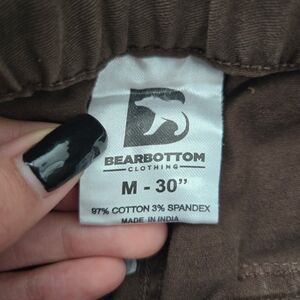 BEARBOTTOM
CLOTHING
M - 30"
97% COTTON 3% SPANDEX
MADE IN INDIA